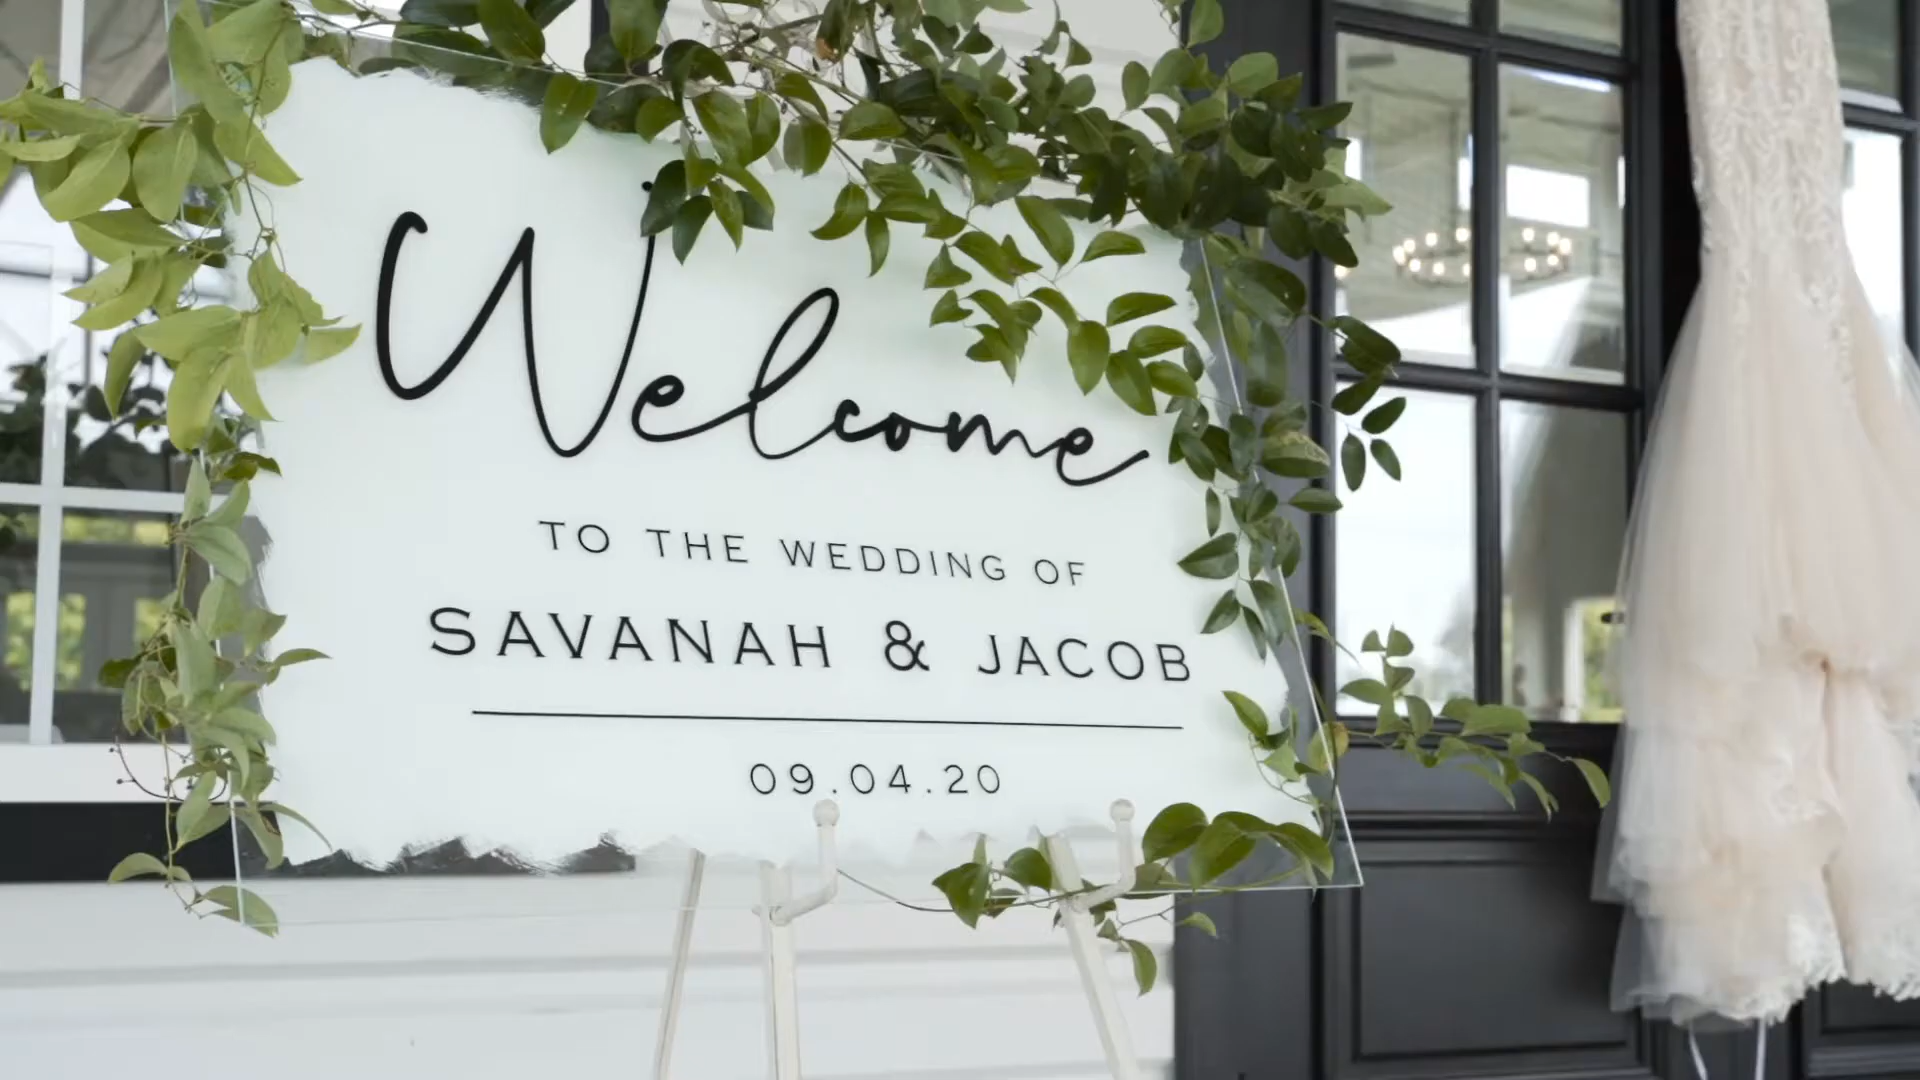 Welcome
TO THE WEDDING OF
SAVANAH & JACOB
09.04.20